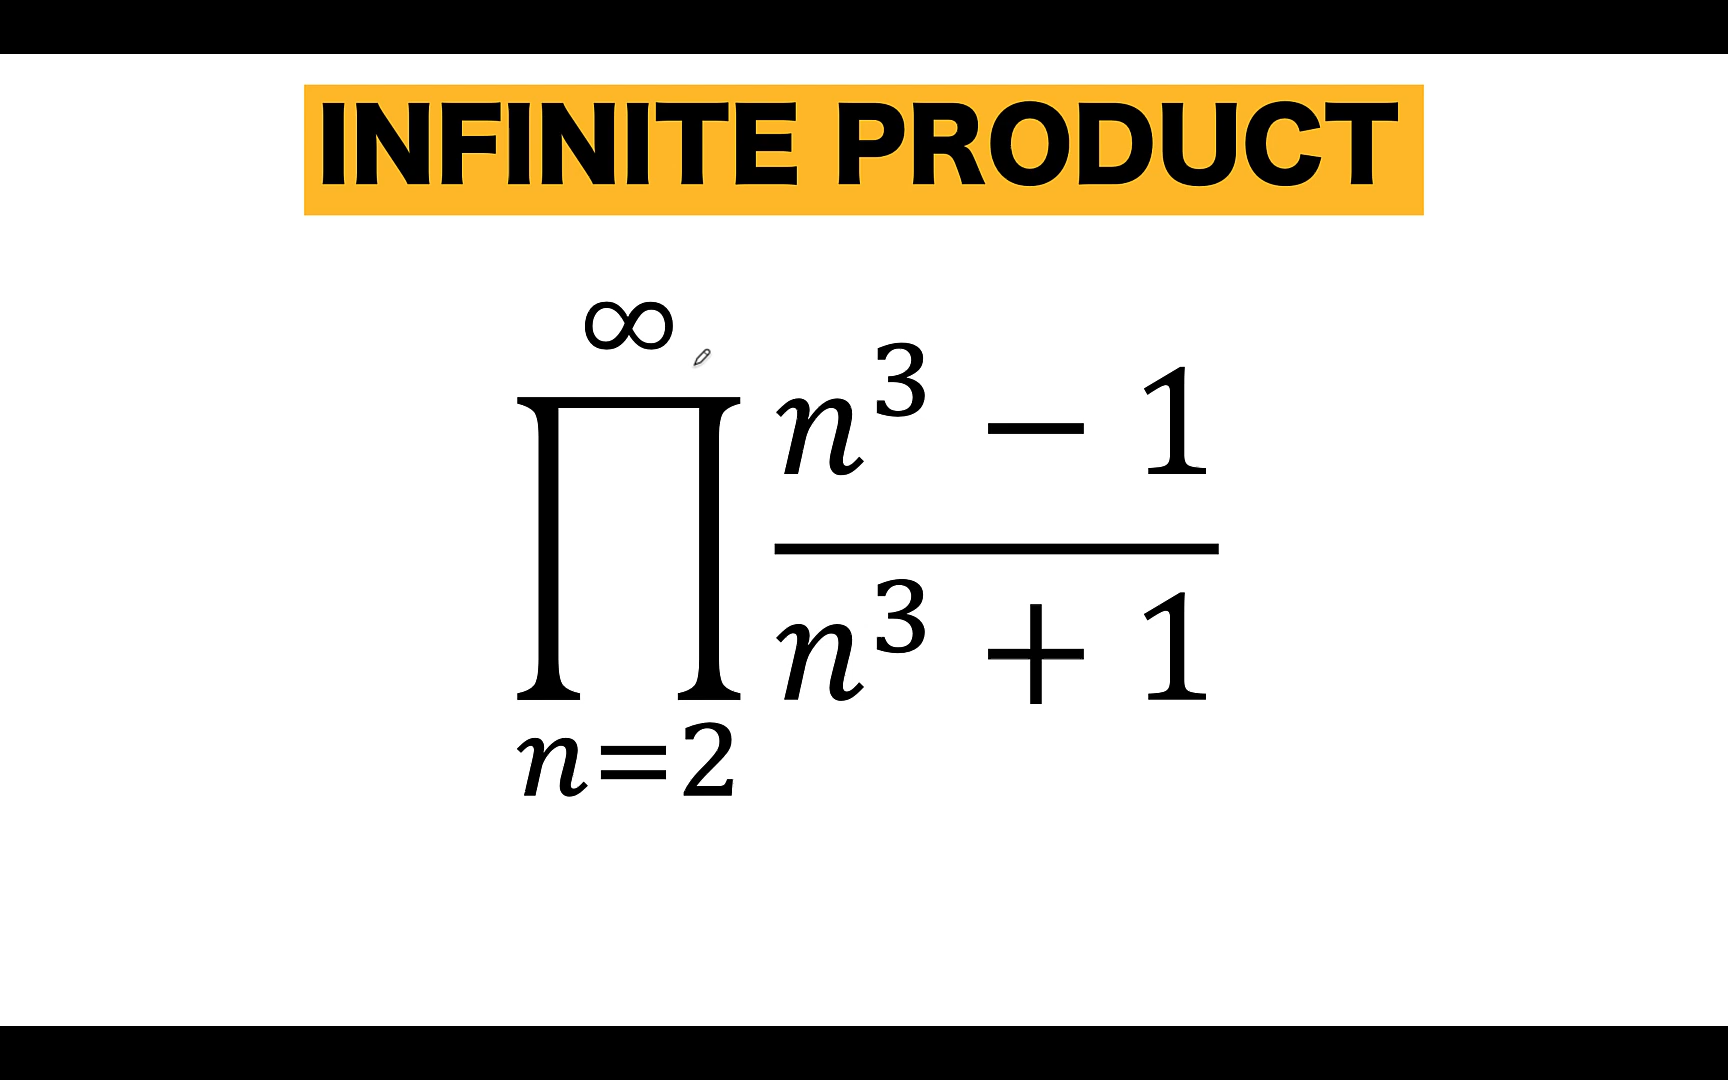 INFINITE PRODUCT
∞
∏ n³ − 1
n³ + 1
n=2